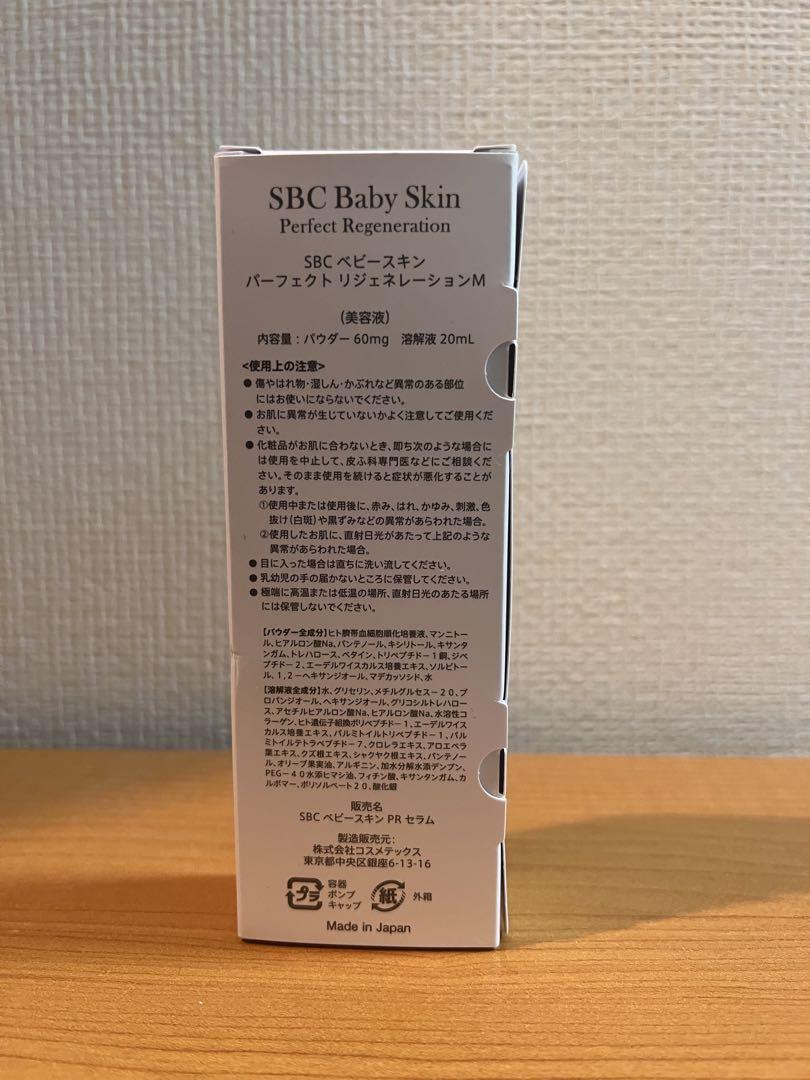 SBC Baby Skin
Perfect Regeneration
SBC ベビースキン
パーフェクト リジェネレーションM
(美容液)
内容量：パウダー 60mg　溶解液 20mL
<使用上の注意>
● 傷やはれ物・湿しん・かぶれなど異常のある部位
にはお使いにならないでください。
● お肌に異常が生じていないかよく注意してご使用くだ
さい。
● 化粧品がお肌に合わないとき、即ち次のような場合に
は使用を中止して、皮ふ科専門医などにご相談くだ
さい。そのまま使用を続けると症状が悪化することが
あります。
①使用中または使用後に、赤み、はれ、かゆみ、刺激、色
抜け(白斑)や黒ずみなどの異常があらわれた場合。
②使用したお肌に、直射日光があたって上記のような
異常があらわれた場合。
● 目に入った場合は直ちに洗い流してください。
● 乳幼児の手の届かないところに保管してください。
● 極端に高温または低温の場所、直射日光のあたる場所
には保管しないでください。
【パウダー全成分】ヒト臍帯血細胞順化培養液、マンニトー
ル、ヒアルロン酸Na、パンテノール、キシリトール、キサンタ
ンガム、トレハロース、ベタイン、トリペプチド－1銅、ジペ
プチド－2、エーデルワイスカルス培養エキス、ソルビトー
ル、1,2－ヘキサンジオール、マデカッソシド、水
【溶解液全成分】水、グリセリン、メチルグルセス－20、プ
ロパンジオール、ヘキサンジオール、グリコシルトレハロー
ス、アセチルヒアルロン酸Na、ヒアルロン酸Na、水溶性コ
ラーゲン、ヒト遺伝子組換ポリペプチド－1、エーデルワイ
スカルス培養エキス、パルミトイルトリペプチド－1、パル
ミトイルテトラペプチド－7、クロレラエキス、アロエベラ
葉エキス、クズ根エキス、シャクヤク根エキス、パンテノー
ル、オリーブ果実油、アルギニン、加水分解水添デンプン、
PEG－40水添ヒマシ油、フィチン酸、キサンタンガム、カ
ルボマー、ポリソルベート20、酸化銀
販売名
SBC ベビースキン PR セラム
製造販売元：
株式会社コスメテックス
東京都中央区銀座6-13-16
プラ
容器
ポンプ
キャップ
紙
外箱
Made in Japan